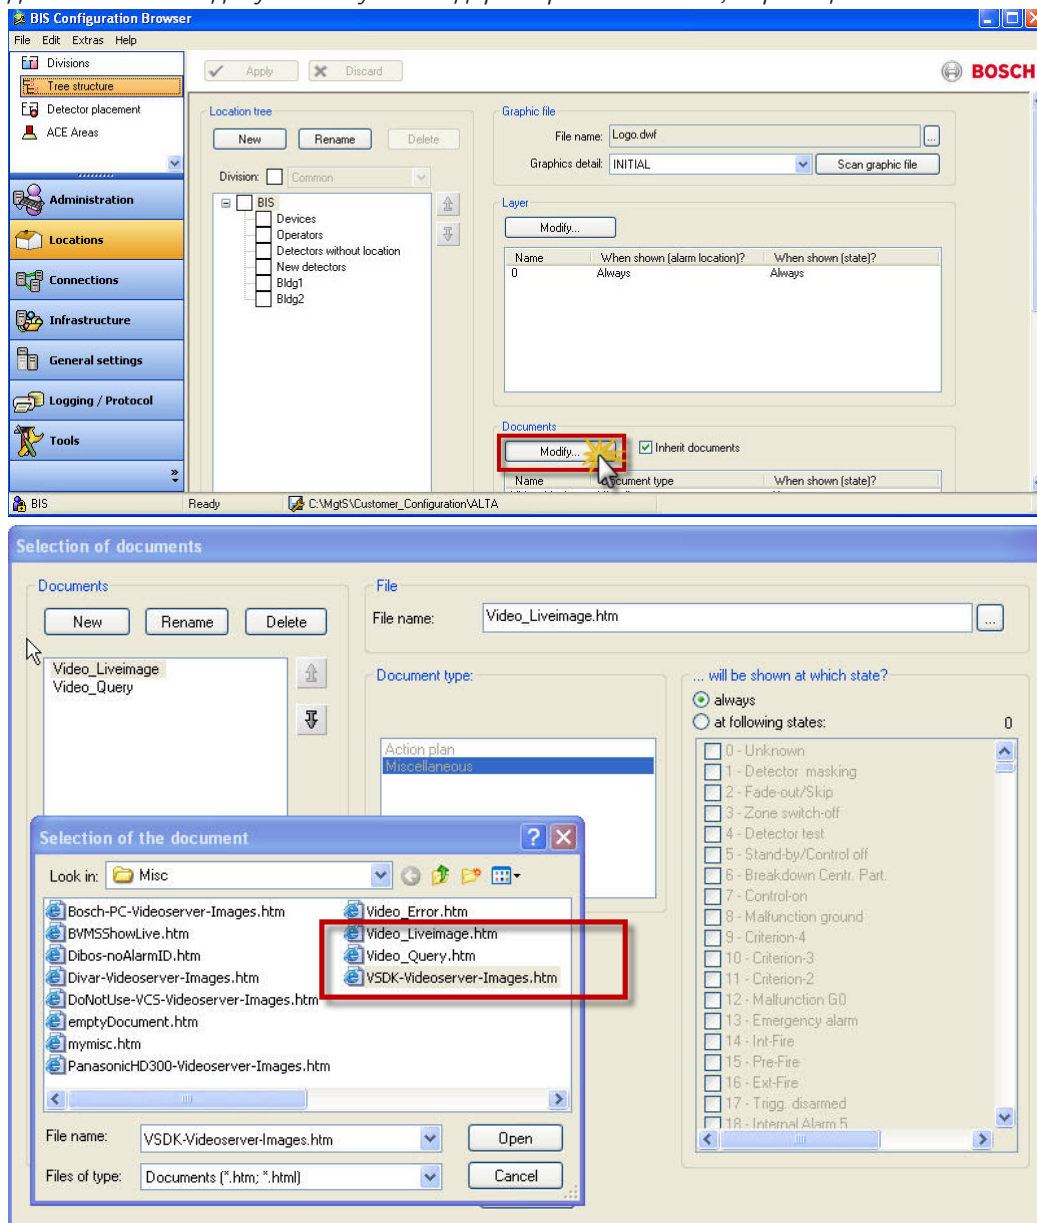 BIS Configuration Browser
File Edit Extras Help
Divisions
Tree structure
Detector placement
ACE Areas
Administration
Locations
Connections
Infrastructure
General settings
Logging / Protocol
Tools
Apply Discard
BOSCH
Location tree
New Rename Delete
Division: Common
BIS
Devices
Operators
Detectors without location
New detectors
Bldg1
Bldg2
Graphic file
File name: Logo.dwf ...
Graphics detail: INITIAL Scan graphic file
Layer
Modify...
Name When shown (alarm location)? When shown (state)?
0 Always Always
Documents
Modify... Inherit documents
Name Document type When shown (state)?
BIS Ready C:\MgtS\Customer_Configuration\ALTA
Selection of documents
Documents
New Rename Delete
Video_Liveimage
Video_Query
File
File name: Video_Liveimage.htm ...
Document type:
Action plan
Miscellaneous
... will be shown at which state?
always
at following states: 0
0 - Unknown
1 - Detector masking
2 - Fade-out/Skip
3 - Zone switch-off
4 - Detector test
5 - Stand-by/Control off
6 - Breakdown Centr. Part.
7 - Control-on
8 - Malfunction ground
9 - Criterion-4
10 - Criterion-3
11 - Criterion-2
12 - Malfunction G0
13 - Emergency alarm
14 - Int-Fire
15 - Pre-Fire
16 - Ext-Fire
17 - Trigg. disarmed
18 - Internal Alarm 5
Selection of the document
Look in: Misc
Bosch-PC-Videoserver-Images.htm
BVMSShowLive.htm
Dibos-noAlarmID.htm
Divar-Videoserver-Images.htm
DoNotUse-VCS-Videoserver-Images.htm
emptyDocument.htm
mymisc.htm
PanasonicHD300-Videoserver-Images.htm
Video_Error.htm
Video_Liveimage.htm
Video_Query.htm
VSDK-Videoserver-Images.htm
File name: VSDK-Videoserver-Images.htm Open
Files of type: Documents (*.htm; *.html) Cancel